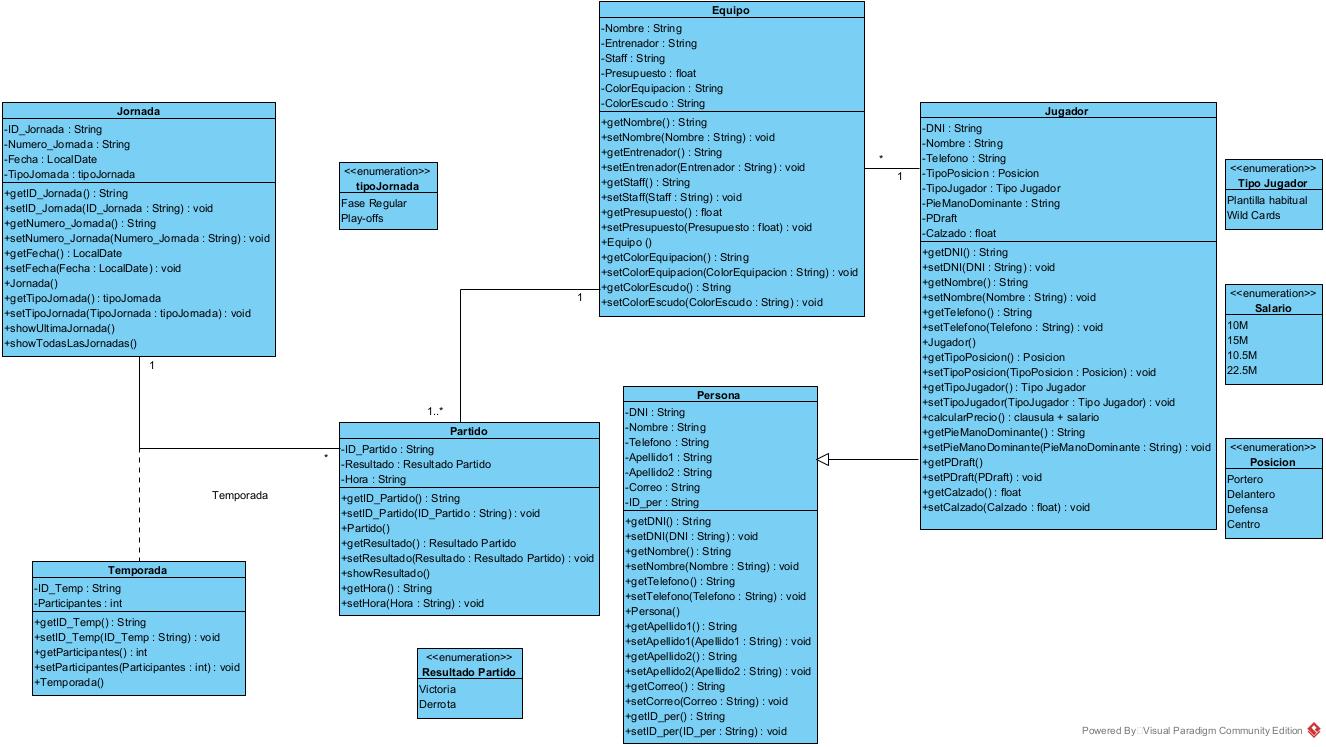 Equipo
-Nombre : String
-Entrenador : String
-Staff : String
-Presupuesto : float
-ColorEquipacion : String
-ColorEscudo : String
+getNombre() : String
+setNombre(Nombre : String) : void
+getEntrenador() : String
+setEntrenador(Entrenador : String) : void
+getStaff() : String
+setStaff(Staff : String) : void
+getPresupuesto() : float
+setPresupuesto(Presupuesto : float) : void
+Equipo ()
+getColorEquipacion() : String
+setColorEquipacion(ColorEquipacion : String) : void
+getColorEscudo() : String
+setColorEscudo(ColorEscudo : String) : void
Jornada
-ID_Jornada : String
-Numero_Jornada : String
-Fecha : LocalDate
-TipoJornada : tipoJornada
+getID_Jornada() : String
+setID_Jornada(ID_Jornada : String) : void
+getNumero_Jornada() : String
+setNumero_Jornada(Numero_Jornada : String) : void
+getFecha() : LocalDate
+setFecha(Fecha : LocalDate) : void
+Jornada()
+getTipoJornada() : tipoJornada
+setTipoJornada(TipoJornada : tipoJornada) : void
+showUltimaJornada()
+showTodasLasJornadas()
<<enumeration>>
tipoJornada
Fase Regular
Play-offs
*
1
Jugador
-DNI : String
-Nombre : String
-Telefono : String
-TipoPosicion : Posicion
-TipoJugador : Tipo Jugador
-PieManoDominante : String
-PDraft
-Calzado : float
+getDNI() : String
+setDNI(DNI : String) : void
+getNombre() : String
+setNombre(Nombre : String) : void
+getTelefono() : String
+setTelefono(Telefono : String) : void
+Jugador()
+getTipoPosicion() : Posicion
+setTipoPosicion(TipoPosicion : Posicion) : void
+getTipoJugador() : Tipo Jugador
+setTipoJugador(TipoJugador : Tipo Jugador) : void
+calcularPrecio() : clausula + salario
+getPieManoDominante() : String
+setPieManoDominante(PieManoDominante : String) : void
+getPDraft()
+setPDraft(PDraft) : void
+getCalzado() : float
+setCalzado(Calzado : float) : void
<<enumeration>>
Tipo Jugador
Plantilla habitual
Wild Cards
<<enumeration>>
Salario
10M
15M
10.5M
22.5M
<<enumeration>>
Posicion
Portero
Delantero
Defensa
Centro
1
1..*
1
*
Temporada
Partido
-ID_Partido : String
-Resultado : Resultado Partido
-Hora : String
+getID_Partido() : String
+setID_Partido(ID_Partido : String) : void
+Partido()
+getResultado() : Resultado Partido
+setResultado(Resultado : Resultado Partido) : void
+showResultado()
+getHora() : String
+setHora(Hora : String) : void
Persona
-DNI : String
-Nombre : String
-Telefono : String
-Apellido1 : String
-Apellido2 : String
-Correo : String
-ID_per : String
+getDNI() : String
+setDNI(DNI : String) : void
+getNombre() : String
+setNombre(Nombre : String) : void
+getTelefono() : String
+setTelefono(Telefono : String) : void
+Persona()
+getApellido1() : String
+setApellido1(Apellido1 : String) : void
+getApellido2() : String
+setApellido2(Apellido2 : String) : void
+getCorreo() : String
+setCorreo(Correo : String) : void
+getID_per() : String
+setID_per(ID_per : String) : void
Temporada
-ID_Temp : String
-Participantes : int
+getID_Temp() : String
+setID_Temp(ID_Temp : String) : void
+getParticipantes() : int
+setParticipantes(Participantes : int) : void
+Temporada()
<<enumeration>>
Resultado Partido
Victoria
Derrota
Powered By Visual Paradigm Community Edition